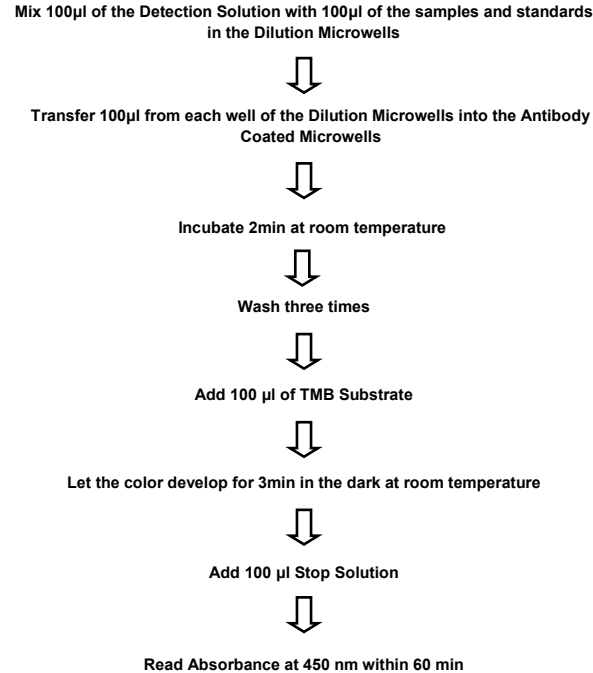 Mix 100µl of the Detection Solution with 100µl of the samples and standards
in the Dilution Microwells
Transfer 100µl from each well of the Dilution Microwells into the Antibody
Coated Microwells
Incubate 2min at room temperature
Wash three times
Add 100 µl of TMB Substrate
Let the color develop for 3min in the dark at room temperature
Add 100 µl Stop Solution
Read Absorbance at 450 nm within 60 min